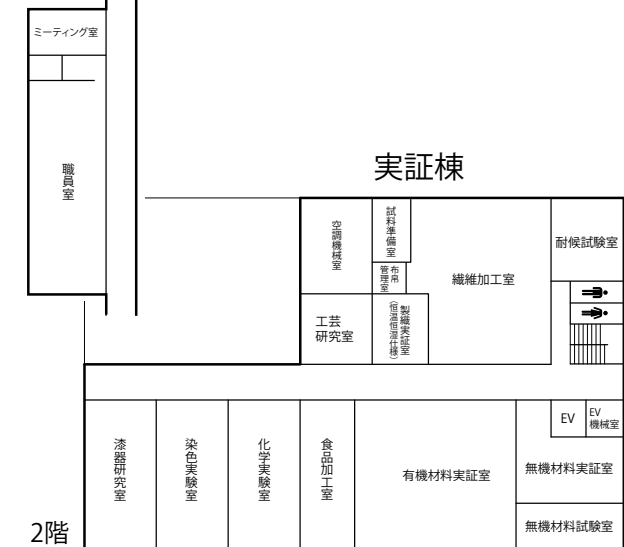 ミーティング室
職員室
実証棟
空調機械室
試料準備室
布帛
管理室
繊維加工室
耐候試験室
工芸
研究室
製織実証室
（恒温恒湿仕様）
EV
EV
機械室
漆器研究室
染色実験室
化学実験室
食品加工室
有機材料実証室
無機材料実証室
無機材料試験室
2階